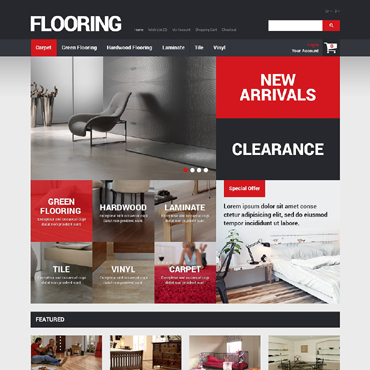 FLOORING
Home
My Account
Shopping Cart
Checkout
Carpet
Green Flooring
Hardwood Flooring
Laminate
Tile
Vinyl
Your Account
NEW
ARRIVALS
CLEARANCE
GREEN
FLOORING
HARDWOOD
LAMINATE
TILE
VINYL
CARPET
Special Offer
Lorem ipsum dolor sit amet conse
ctetur adipisicing elit, sed do eiusmod
tempor incididunt ut labore.
FEATURED